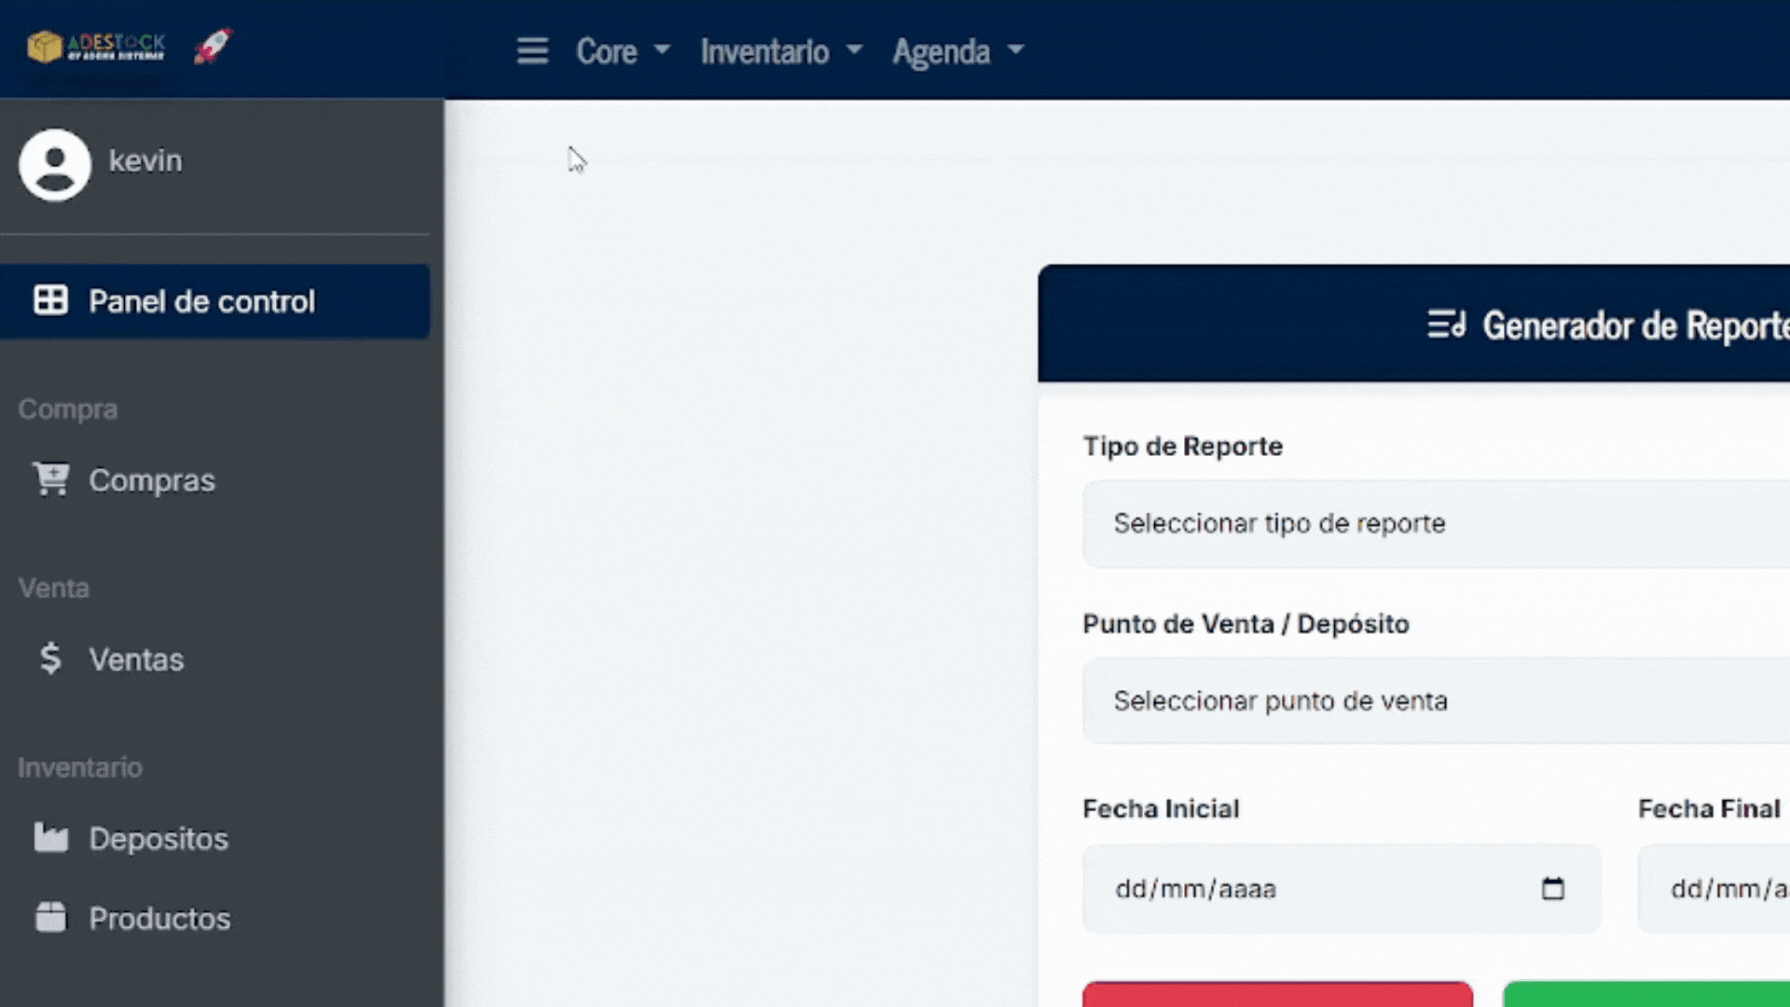 ADESTOCK
BY ADORA SISTEMAS
Core
Inventario
Agenda
kevin
Panel de control
Compra
Compras
Venta
Ventas
Inventario
Depositos
Productos
Generador de Reporte
Tipo de Reporte
Seleccionar tipo de reporte
Punto de Venta / Depósito
Seleccionar punto de venta
Fecha Inicial
Fecha Final
dd/mm/aaaa
dd/mm/a